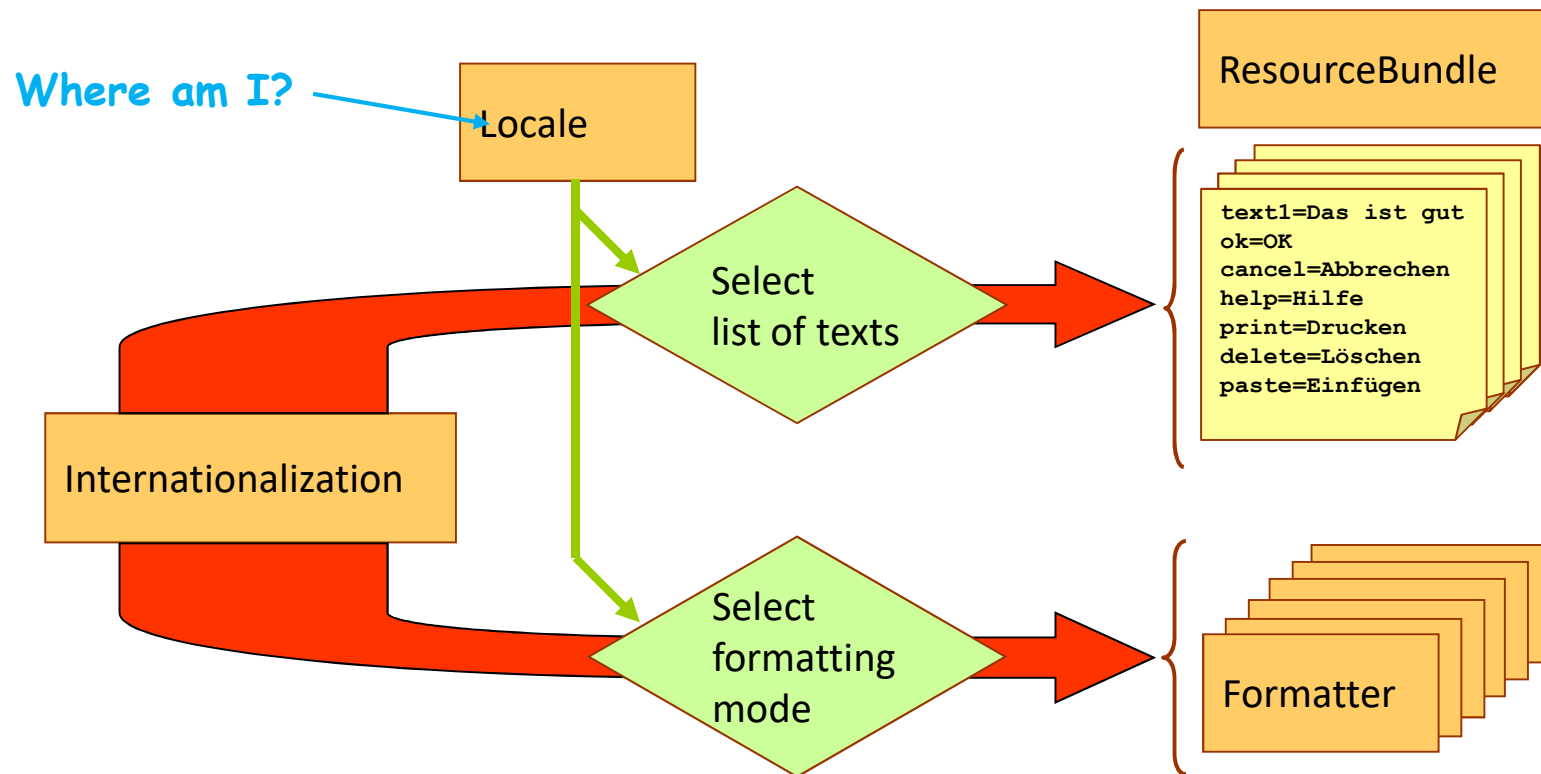 Where am I?
Locale
ResourceBundle
Select
list of texts
text1=Das ist gut
ok=OK
cancel=Abbrechen
help=Hilfe
print=Drucken
delete=Löschen
paste=Einfügen
Internationalization
Select
formatting
mode
Formatter